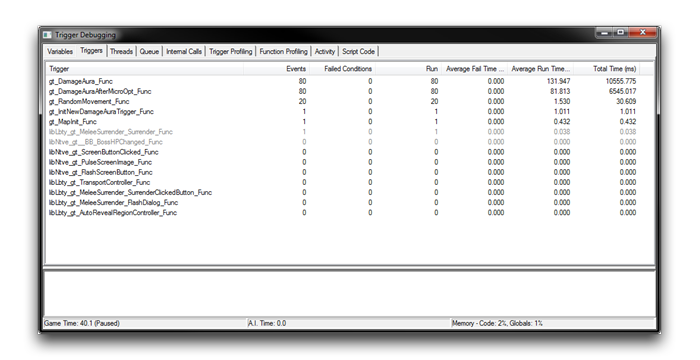 Trigger Debugging
Variables Triggers Threads Queue Internal Calls Trigger Profiling Function Profiling Activity Script Code
Trigger Events Failed Conditions Run Average Fail Time ... Average Run Time... Total Time (ms)
gt_DamageAura_Func 80 0 80 0.000 131.947 10555.775
gt_DamageAuraAfterMicroOpt_Func 80 0 80 0.000 81.813 6545.017
gt_RandomMovement_Func 20 0 20 0.000 1.530 30.609
gt_InitNewDamageAuraTrigger_Func 1 0 1 0.000 1.011 1.011
gt_MapInit_Func 1 0 1 0.000 0.432 0.432
libLbty_gt_MeleeSurrender_Surrender_Func 1 0 1 0.000 0.038 0.038
libNtve_gt__BB_BossHPChanged_Func 0 0 0 0.000 0.000 0.000
libNtve_gt_ScreenButtonClicked_Func 0 0 0 0.000 0.000 0.000
libNtve_gt_PulseScreenImage_Func 0 0 0 0.000 0.000 0.000
libNtve_gt_FlashScreenButton_Func 0 0 0 0.000 0.000 0.000
libLbty_gt_TransportController_Func 0 0 0 0.000 0.000 0.000
libLbty_gt_MeleeSurrender_SurrenderClickedButton_Func 0 0 0 0.000 0.000 0.000
libLbty_gt_MeleeSurrender_FlashDialog_Func 0 0 0 0.000 0.000 0.000
libLbty_gt_AutoRevealRegionController_Func 0 0 0 0.000 0.000 0.000
Game Time: 40.1 (Paused) A.I. Time: 0.0 Memory - Code: 2%, Globals: 1%